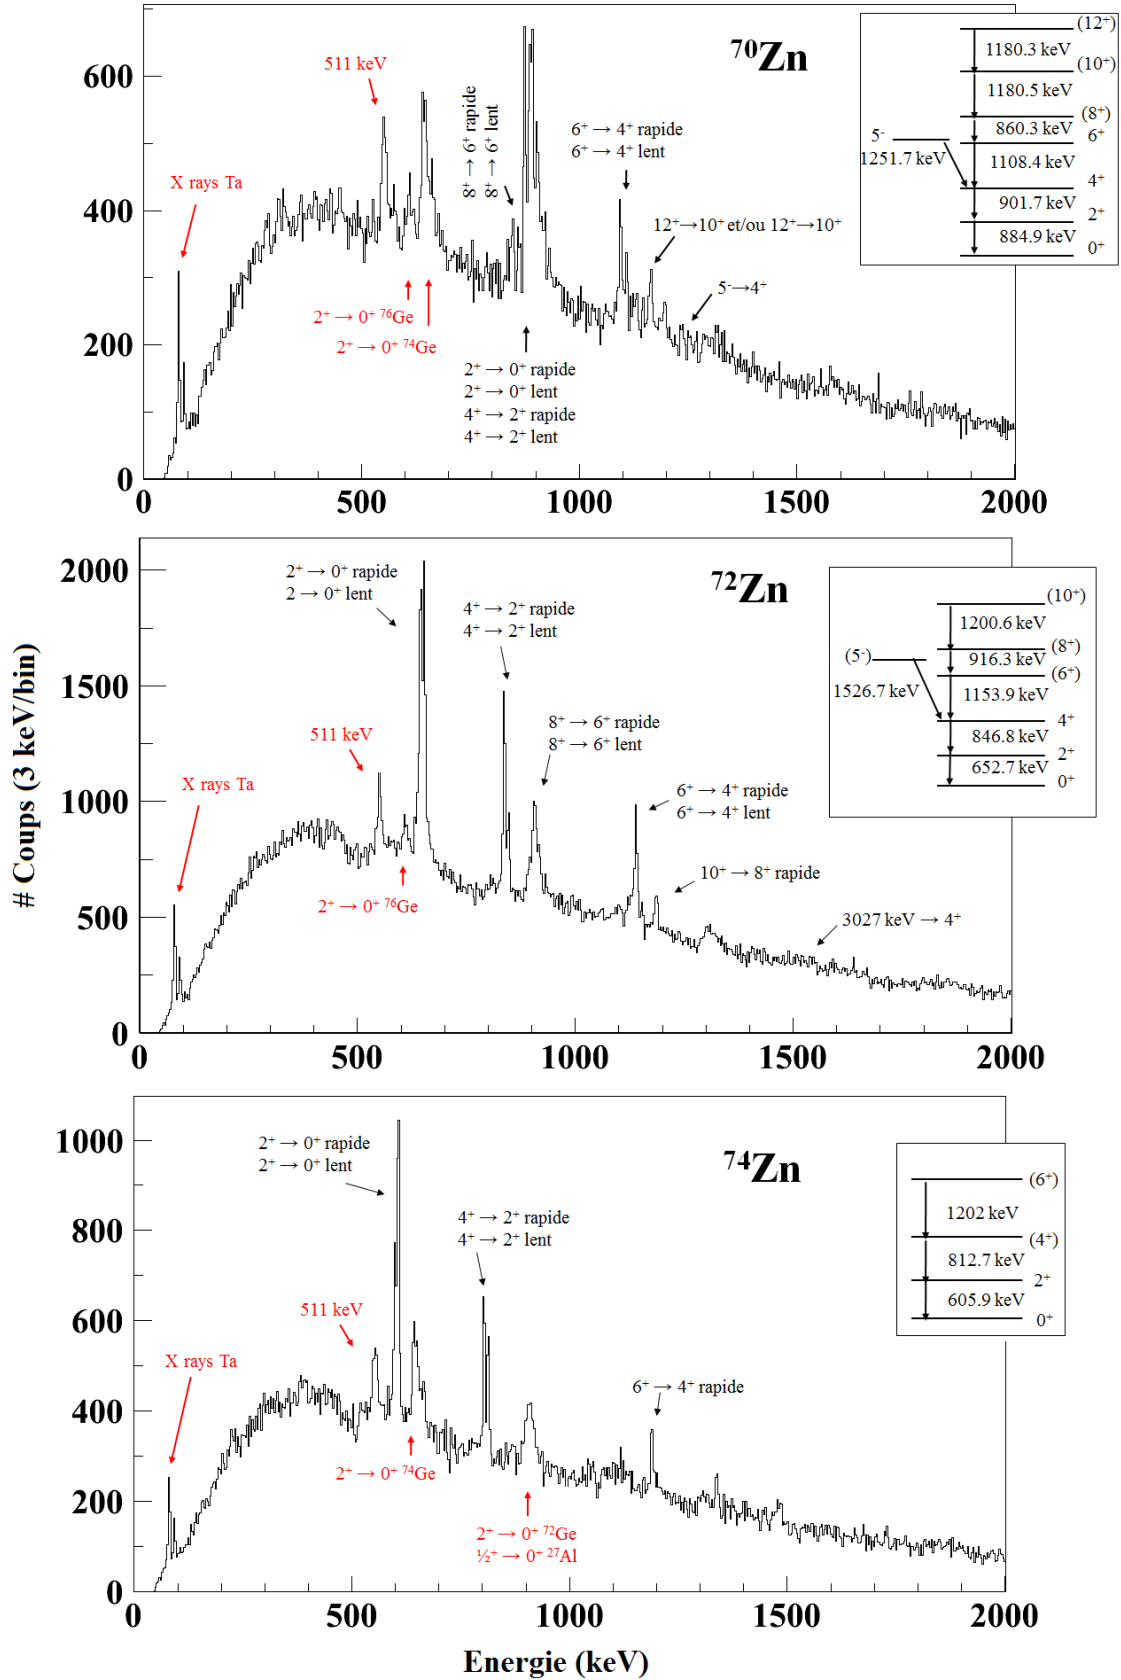 ⁷⁰Zn
600
400
200
0
0
500
1000
1500
2000
X rays Ta
511 keV
8⁺ → 6⁺ rapide
8⁺ → 6⁺ lent
6⁺ → 4⁺ rapide
6⁺ → 4⁺ lent
12⁺→10⁺ et/ou 12⁺→10⁺
5⁻→4⁺
2⁺ → 0⁺ ⁷⁶Ge
2⁺ → 0⁺ ⁷⁴Ge
2⁺ → 0⁺ rapide
2⁺ → 0⁺ lent
4⁺ → 2⁺ rapide
4⁺ → 2⁺ lent
(12⁺)
1180.3 keV
(10⁺)
1180.5 keV
(8⁺)
860.3 keV
6⁺
5⁻
1251.7 keV
1108.4 keV
4⁺
901.7 keV
2⁺
884.9 keV
0⁺
# Coups (3 keV/bin)
⁷²Zn
2000
1500
1000
500
0
0
500
1000
1500
2000
X rays Ta
511 keV
2⁺ → 0⁺ rapide
2 → 0⁺ lent
4⁺ → 2⁺ rapide
4⁺ → 2⁺ lent
8⁺ → 6⁺ rapide
8⁺ → 6⁺ lent
6⁺ → 4⁺ rapide
6⁺ → 4⁺ lent
10⁺ → 8⁺ rapide
3027 keV → 4⁺
2⁺ → 0⁺ ⁷⁶Ge
(10⁺)
1200.6 keV
(8⁺)
916.3 keV
(6⁺)
(5⁻)
1526.7 keV
1153.9 keV
4⁺
846.8 keV
2⁺
652.7 keV
0⁺
⁷⁴Zn
1000
800
600
400
200
0
0
500
1000
1500
2000
X rays Ta
511 keV
2⁺ → 0⁺ rapide
2⁺ → 0⁺ lent
4⁺ → 2⁺ rapide
4⁺ → 2⁺ lent
6⁺ → 4⁺ rapide
2⁺ → 0⁺ ⁷⁴Ge
2⁺ → 0⁺ ⁷²Ge
½⁺ → 0⁺ ²⁷Al
(6⁺)
1202 keV
(4⁺)
812.7 keV
2⁺
605.9 keV
0⁺
Energie (keV)